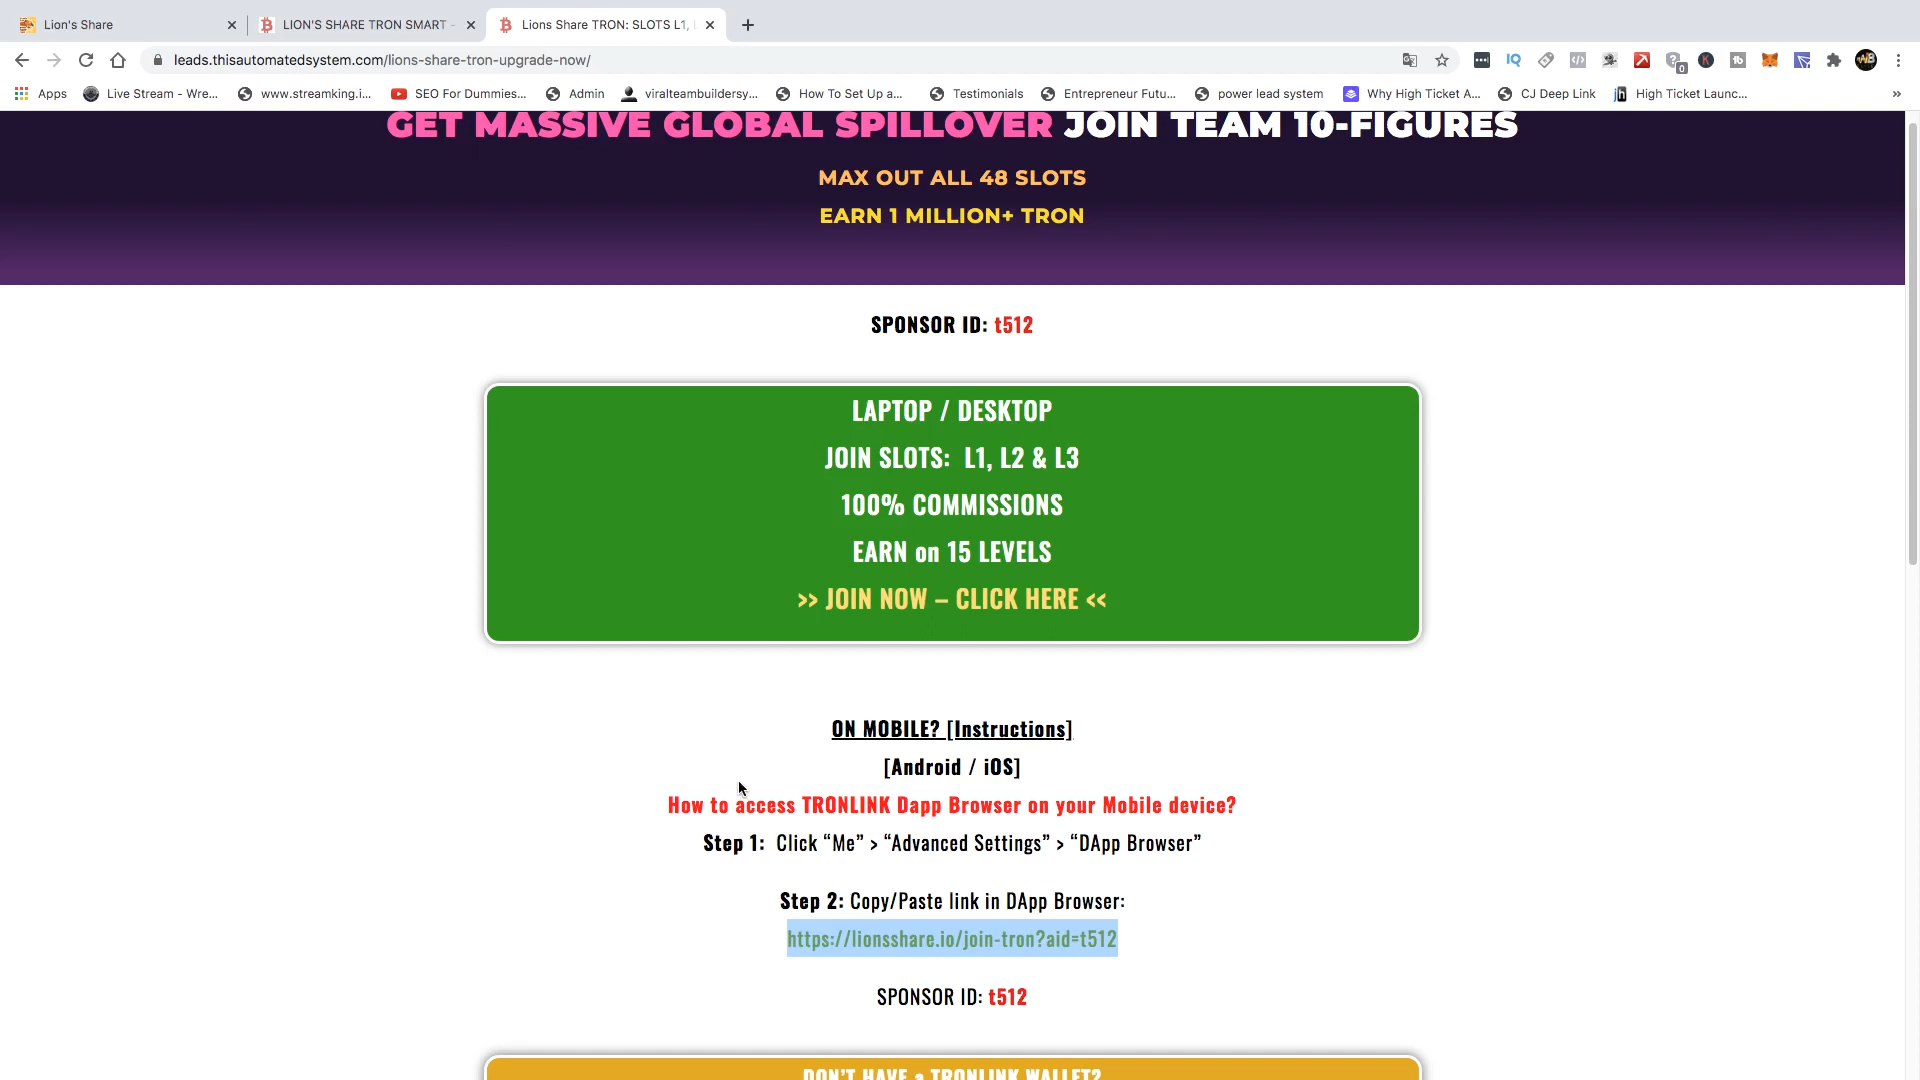 Lion's Share
LION'S SHARE TRON SMART -
Lions Share TRON: SLOTS L1,
leads.thisautomatedsystem.com/lions-share-tron-upgrade-now/
Apps
Live Stream - Wre...
www.streamking.i...
SEO For Dummies...
Admin
viralteambuildersy...
How To Set Up a...
Testimonials
Entrepreneur Futu...
power lead system
Why High Ticket A...
CJ Deep Link
High Ticket Launc...
»
GET MASSIVE GLOBAL SPILLOVER JOIN TEAM 10-FIGURES
MAX OUT ALL 48 SLOTS
EARN 1 MILLION+ TRON
SPONSOR ID: t512
LAPTOP / DESKTOP
JOIN SLOTS: L1, L2 & L3
100% COMMISSIONS
EARN on 15 LEVELS
>> JOIN NOW – CLICK HERE <<
ON MOBILE? [Instructions]
[Android / iOS]
How to access TRONLINK Dapp Browser on your Mobile device?
Step 1: Click “Me” > “Advanced Settings” > “DApp Browser”
Step 2: Copy/Paste link in DApp Browser:
https://lionsshare.io/join-tron?aid=t512
SPONSOR ID: t512
DON'T HAVE a TRONLINK WALLET?